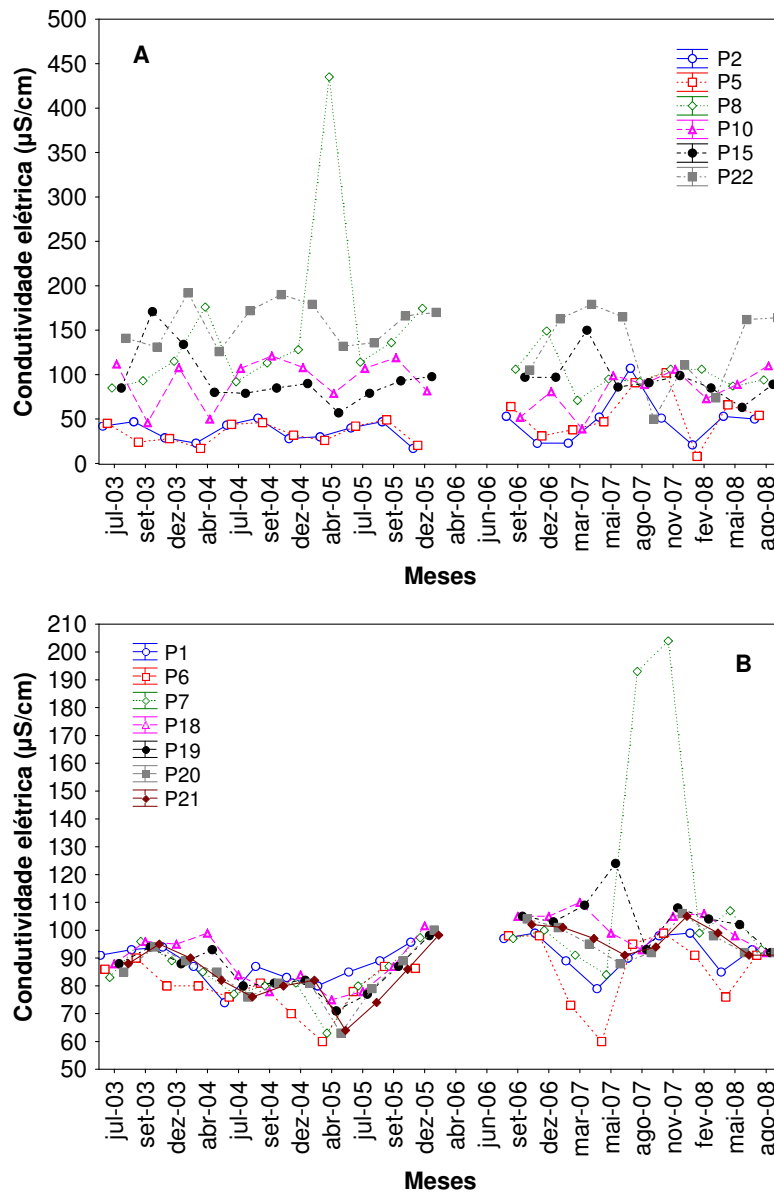 A
Condutividade elétrica (µS/cm)
500
450
400
350
300
250
200
150
100
50
0
P2
P5
P8
P10
P15
P22
jul-03
set-03
dez-03
abr-04
jul-04
set-04
dez-04
abr-05
jul-05
set-05
dez-05
abr-06
jun-06
set-06
dez-06
mar-07
mai-07
ago-07
nov-07
fev-08
mai-08
ago-08
Meses
B
Condutividade elétrica (µS/cm)
210
200
190
180
170
160
150
140
130
120
110
100
90
80
70
60
50
P1
P6
P7
P18
P19
P20
P21
jul-03
set-03
dez-03
abr-04
jul-04
set-04
dez-04
abr-05
jul-05
set-05
dez-05
abr-06
jun-06
set-06
dez-06
mar-07
mai-07
ago-07
nov-07
fev-08
mai-08
ago-08
Meses